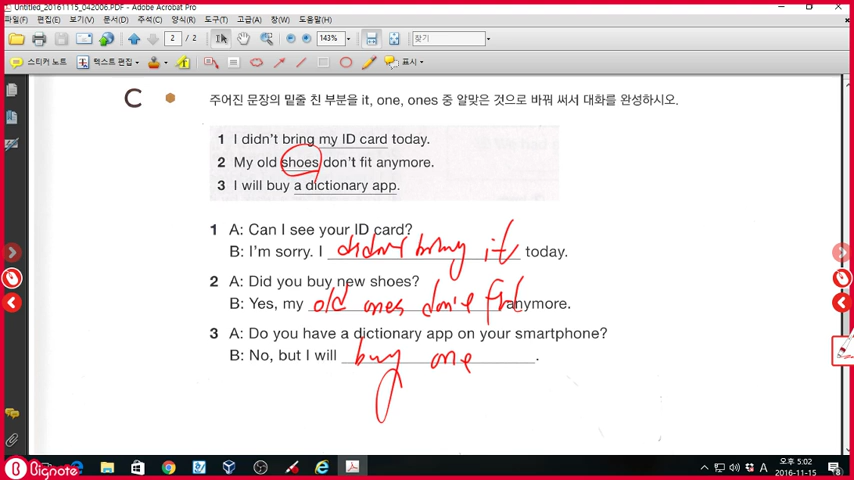 Untitled_20161115_042006.PDF - Adobe Acrobat Pro
파일(F) 편집(E) 보기(V) 문서(D) 주석(C) 양식(R) 도구(T) 고급(A) 창(W) 도움말(H)
2 / 2 143% 찾기
스티커 노트 텍스트 편집 표시
C 주어진 문장의 밑줄 친 부분을 it, one, ones 중 알맞은 것으로 바꿔 써서 대화를 완성하시오.
1 I didn't bring my ID card today.
2 My old shoes don't fit anymore.
3 I will buy a dictionary app.
1 A: Can I see your ID card?
B: I'm sorry. I didn't bring it today.
2 A: Did you buy new shoes?
B: Yes, my old ones don't fit anymore.
3 A: Do you have a dictionary app on your smartphone?
B: No, but I will buy one.
Bignote
A 오후 5:02
2016-11-15